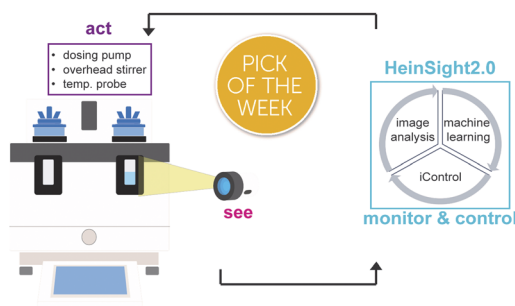 act
• dosing pump
• overhead stirrer
• temp. probe
PICK
OF THE
WEEK
see
HeinSight2.0
image
analysis
machine
learning
iControl
monitor & control